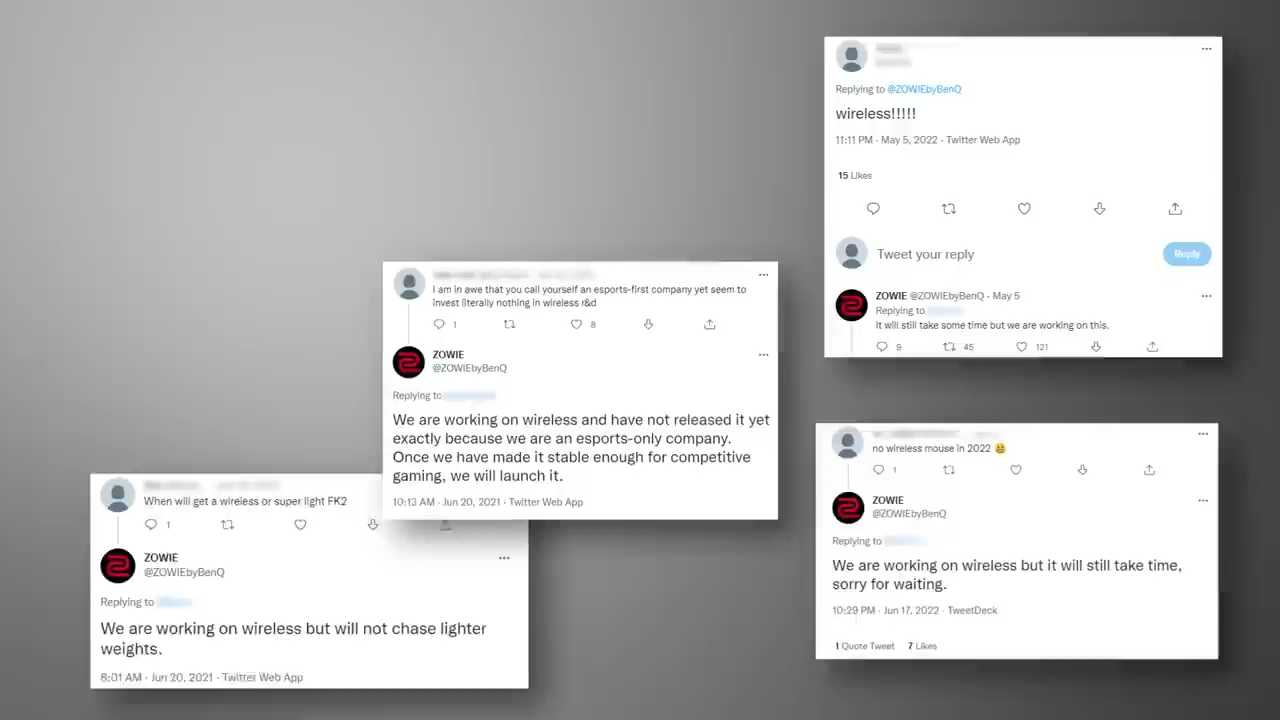 When will get a wireless or super light FK2
1
ZOWIE
@ZOWIEbyBenQ
Replying to
We are working on wireless but will not chase lighter
weights.
8:01 AM · Jun 20, 2021 · Twitter Web App
I am in awe that you call yourself an esports-first company yet seem to
invest literally nothing in wireless r&d
1 8
ZOWIE
@ZOWIEbyBenQ
Replying to
We are working on wireless and have not released it yet
exactly because we are an esports-only company.
Once we have made it stable enough for competitive
gaming, we will launch it.
10:13 AM · Jun 20, 2021 · Twitter Web App
Replying to @ZOWIEbyBenQ
wireless!!!!!
11:11 PM · May 5, 2022 · Twitter Web App
15 Likes
Tweet your reply
Reply
ZOWIE @ZOWIEbyBenQ · May 5
Replying to
It will still take some time but we are working on this.
9 45 121
no wireless mouse in 2022 😀
1
ZOWIE
@ZOWIEbyBenQ
Replying to
We are working on wireless but it will still take time,
sorry for waiting.
10:29 PM · Jun 17, 2022 · TweetDeck
1 Quote Tweet 7 Likes